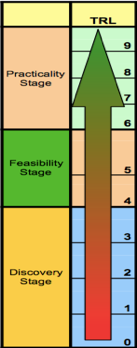 TRL
9
Practicality
Stage
8
7
6
Feasibility
Stage
5
4
3
Discovery
Stage
2
1
0